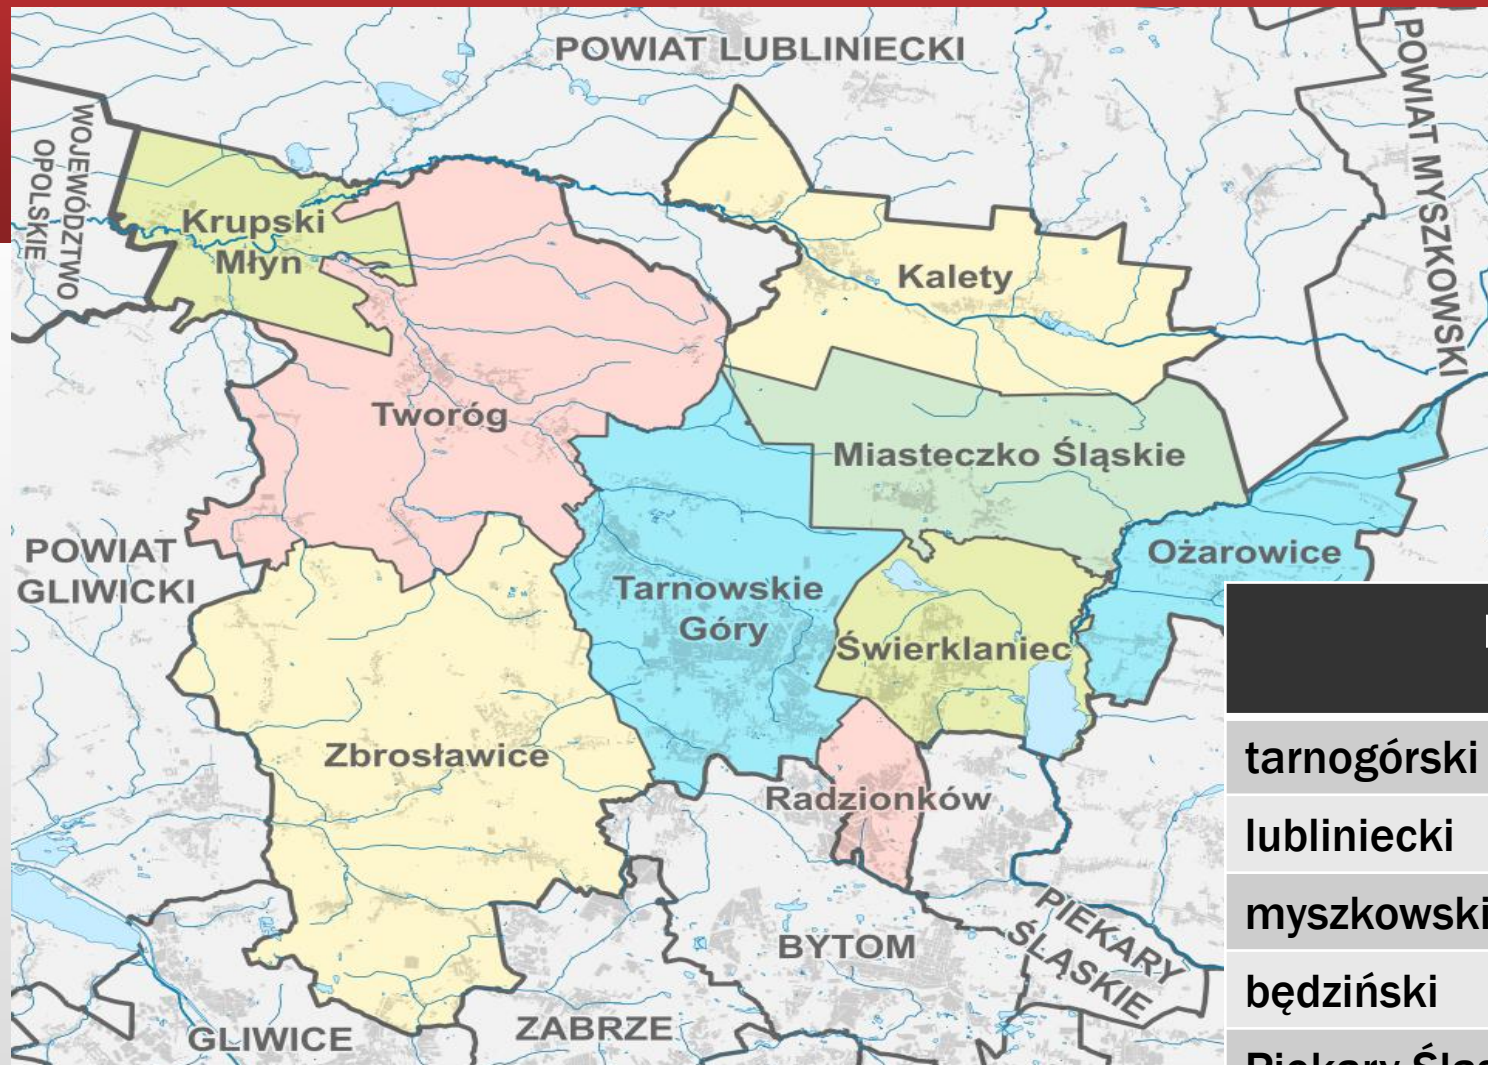 POWIAT LUBLINIECKI
POWIAT MYSZKOWSKI
WOJEWÓDZTWO
OPOLSKIE
Krupski
Młyn
Kalety
Tworóg
Miasteczko Śląskie
POWIAT
GLIWICKI
Ożarowice
Tarnowskie
Góry
Świerklaniec
Zbrosławice
Radzionków
BYTOM
PIEKARY
ŚLĄSKIE
GLIWICE
ZABRZE
tarnogórski
lubliniecki
myszkowski
będziński